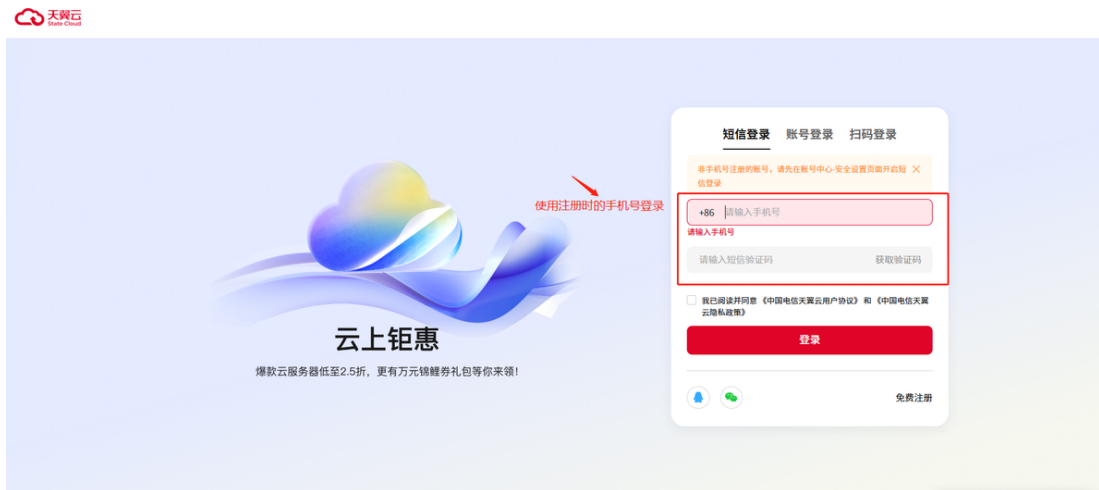 天翼云
State Cloud
短信登录 账号登录 扫码登录
非手机号注册的账号，请先在账号中心-安全设置页面开启短
信登录
使用注册时的手机号登录
+86 请输入手机号
请输入手机号
请输入短信验证码 获取验证码
我已阅读并同意 《中国电信天翼云用户协议》 和 《中国电信天翼
云隐私政策》
登录
云上钜惠
爆款云服务器低至2.5折，更有万元锦鲤券礼包等你来领！
免费注册